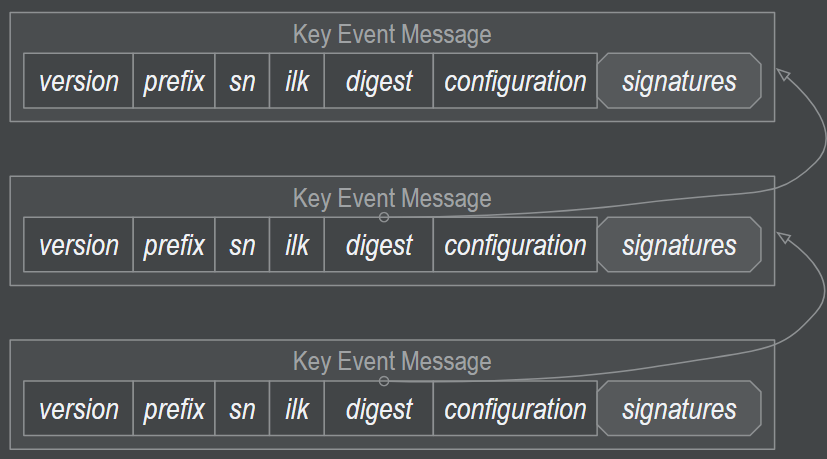 Key Event Message
version prefix sn ilk digest configuration signatures
Key Event Message
version prefix sn ilk digest configuration signatures
Key Event Message
version prefix sn ilk digest configuration signatures